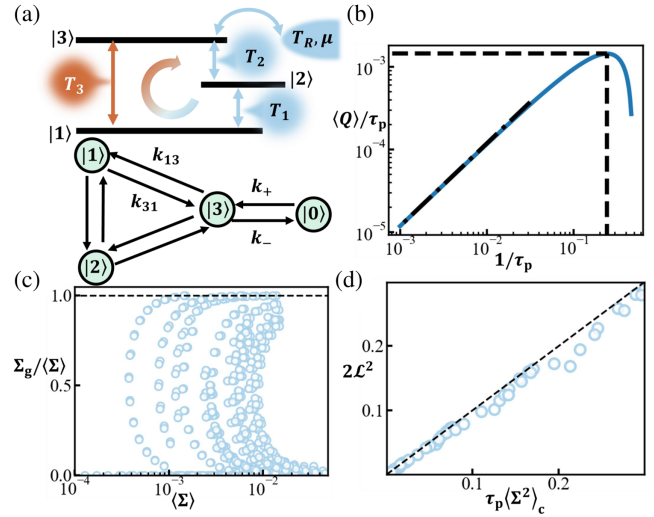 (a)
|3⟩
T_R, μ
T_3
T_2
|2⟩
T_1
|1⟩
|1⟩
k_13
k_31
k_+
|3⟩
|0⟩
k_-
|2⟩
(b)
10^-3
⟨Q⟩/τ_p
10^-4
10^-5
10^-3 10^-2 10^-1
1/τ_p
(c)
1.0
Σ_g/⟨Σ⟩
0.5
0.0
10^-4 10^-3 10^-2
⟨Σ⟩
(d)
0.2
2ℒ^2
0.1
0.1 0.2
τ_p⟨Σ^2⟩_c